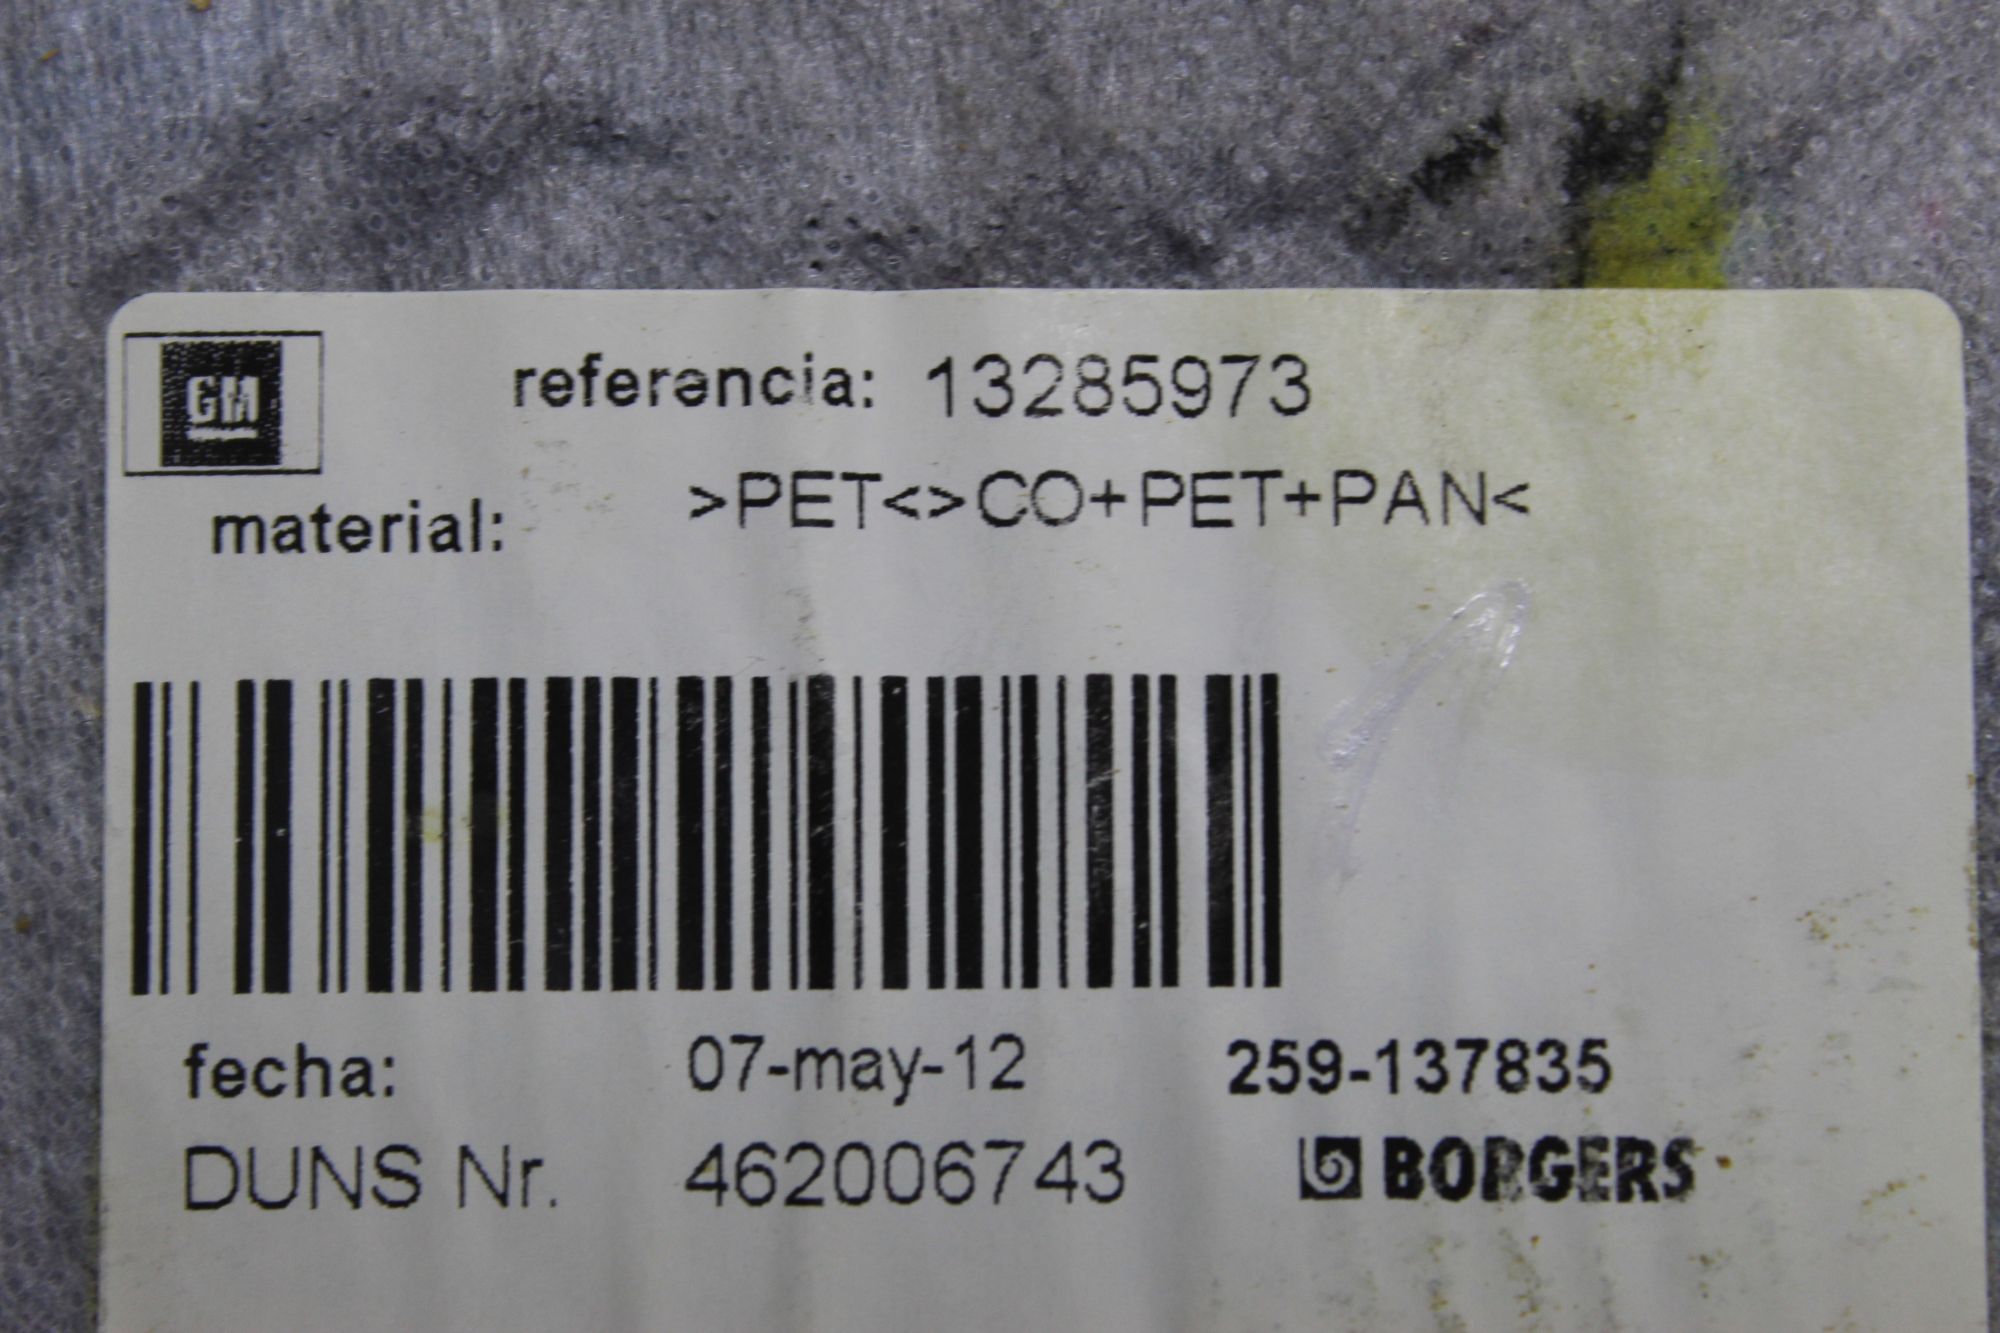 GM
referencia: 13285973
material: >PET<>CO+PET+PAN<
fecha: 07-may-12 259-137835
DUNS Nr. 462006743 BORGERS